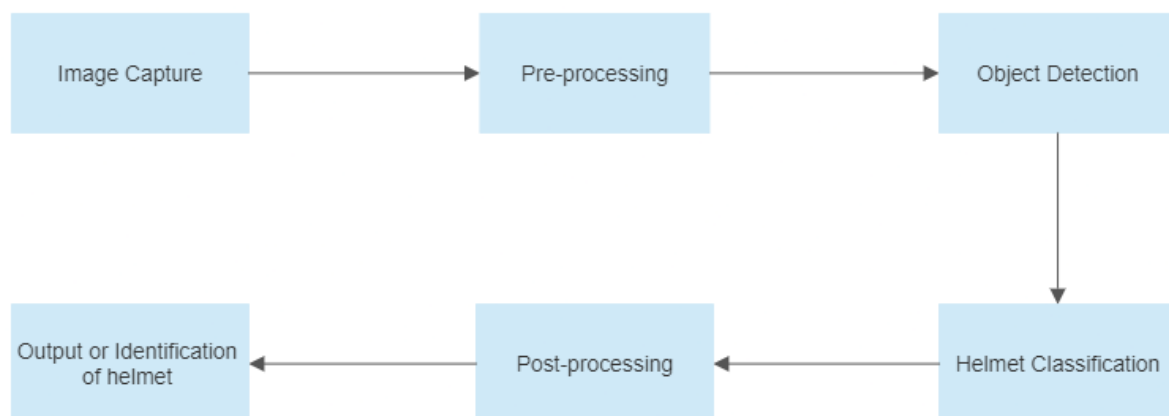 Image Capture
Pre-processing
Object Detection
Helmet Classification
Post-processing
Output or Identification
of helmet